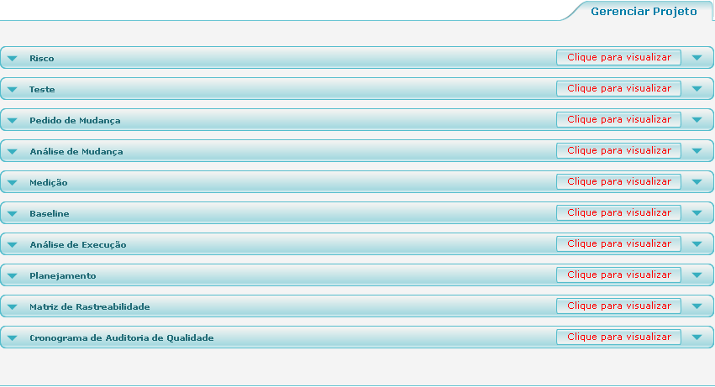 Gerenciar Projeto
Risco Clique para visualizar
Teste Clique para visualizar
Pedido de Mudança Clique para visualizar
Análise de Mudança Clique para visualizar
Medição Clique para visualizar
Baseline Clique para visualizar
Análise de Execução Clique para visualizar
Planejamento Clique para visualizar
Matriz de Rastreabilidade Clique para visualizar
Cronograma de Auditoria de Qualidade Clique para visualizar